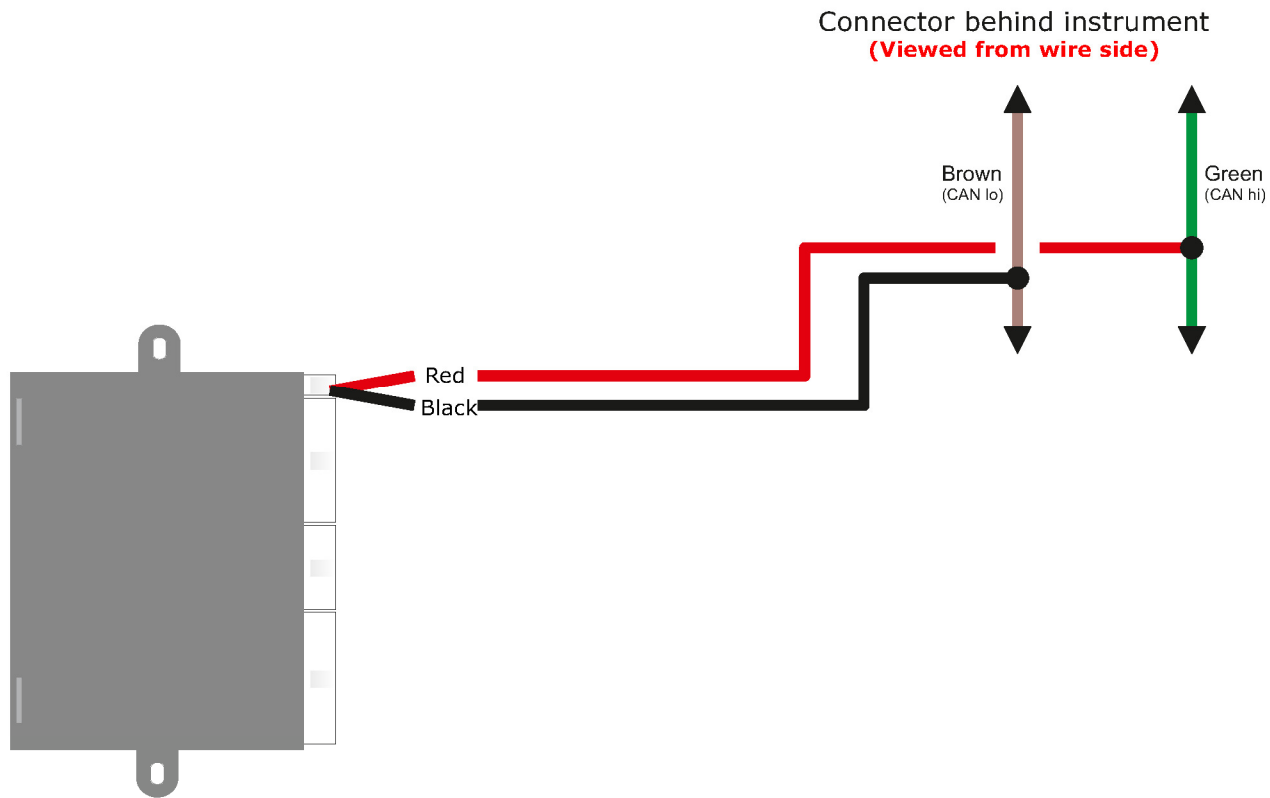 Connector behind instrument
(Viewed from wire side)
Brown
(CAN lo)
Green
(CAN hi)
Red
Black